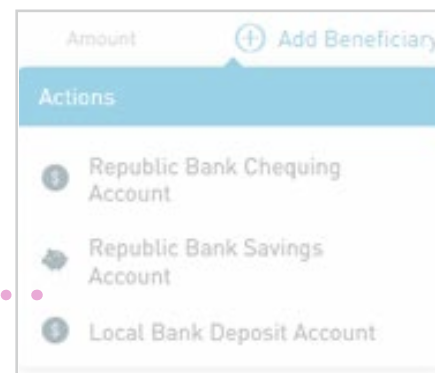 Amount Add Beneficiary
Actions
Republic Bank Chequing
Account
Republic Bank Savings
Account
Local Bank Deposit Account